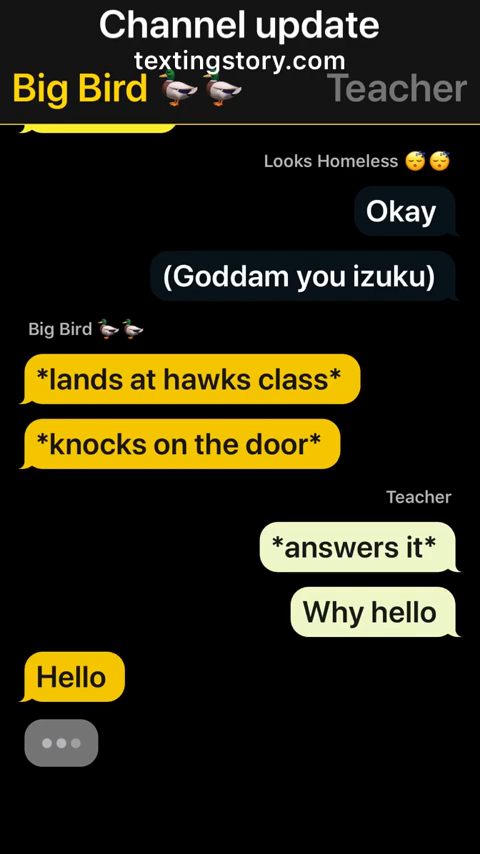 Channel update
textingstory.com
Big Bird 🦆🦆 Teacher
Looks Homeless 😴😴
Okay
(Goddam you izuku)
Big Bird 🦆🦆
*lands at hawks class*
*knocks on the door*
Teacher
*answers it*
Why hello
Hello